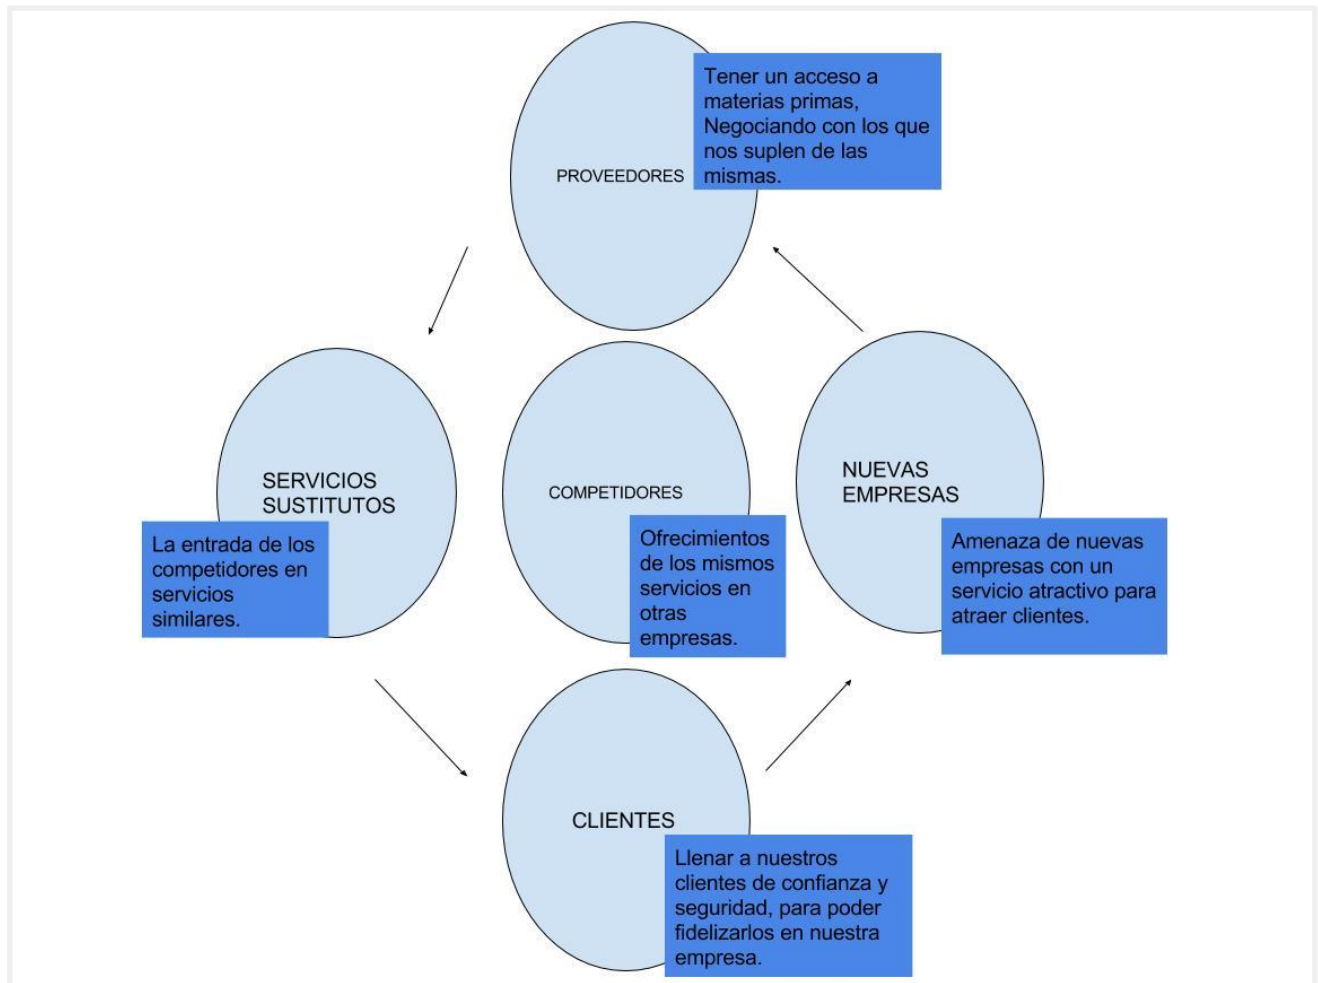 PROVEEDORES
Tener un acceso a
materias primas,
Negociando con los que
nos suplen de las
mismas.
SERVICIOS
SUSTITUTOS
La entrada de los
competidores en
servicios
similares.
COMPETIDORES
Ofrecimientos
de los mismos
servicios en
otras
empresas.
NUEVAS
EMPRESAS
Amenaza de nuevas
empresas con un
servicio atractivo para
atraer clientes.
CLIENTES
Llenar a nuestros
clientes de confianza y
seguridad, para poder
fidelizarlos en nuestra
empresa.